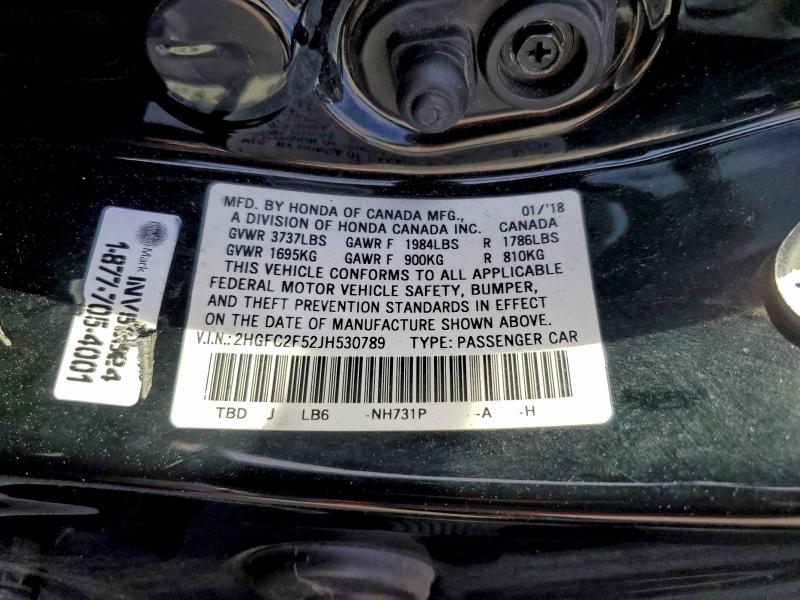 MFD. BY HONDA OF CANADA MFG., 01/'18
A DIVISION OF HONDA CANADA INC. CANADA
GVWR 3737LBS GAWR F 1984LBS R 1786LBS
GVWR 1695KG GAWR F 900KG R 810KG
THIS VEHICLE CONFORMS TO ALL APPLICABLE
FEDERAL MOTOR VEHICLE SAFETY, BUMPER,
AND THEFT PREVENTION STANDARDS IN EFFECT
ON THE DATE OF MANUFACTURE SHOWN ABOVE.
V.I.N.: 2HGFC2F52JH530789 TYPE: PASSENGER CAR
TBD J LB6 -NH731P -A -H
Mark
1-877-705-4001